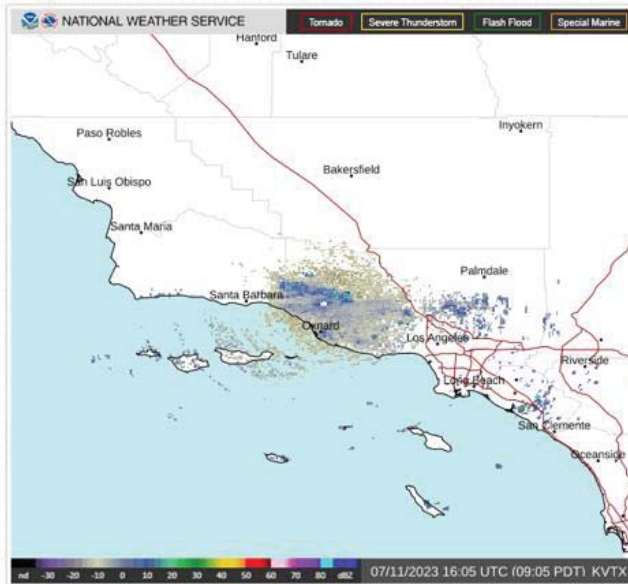 NATIONAL WEATHER SERVICE Tornado Severe Thunderstorm Flash Flood Special Marine
Hanford
Tulare
Inyokern
Paso Robles
Bakersfield
San Luis Obispo
Santa Maria
Palmdale
Santa Barbara
Oxnard
Los Angeles
Riverside
Long Beach
San Clemente
Oceanside
nd -30 -20 -10 0 10 20 30 40 50 60 70 80 dBZ 07/11/2023 16:05 UTC (09:05 PDT) KVTX